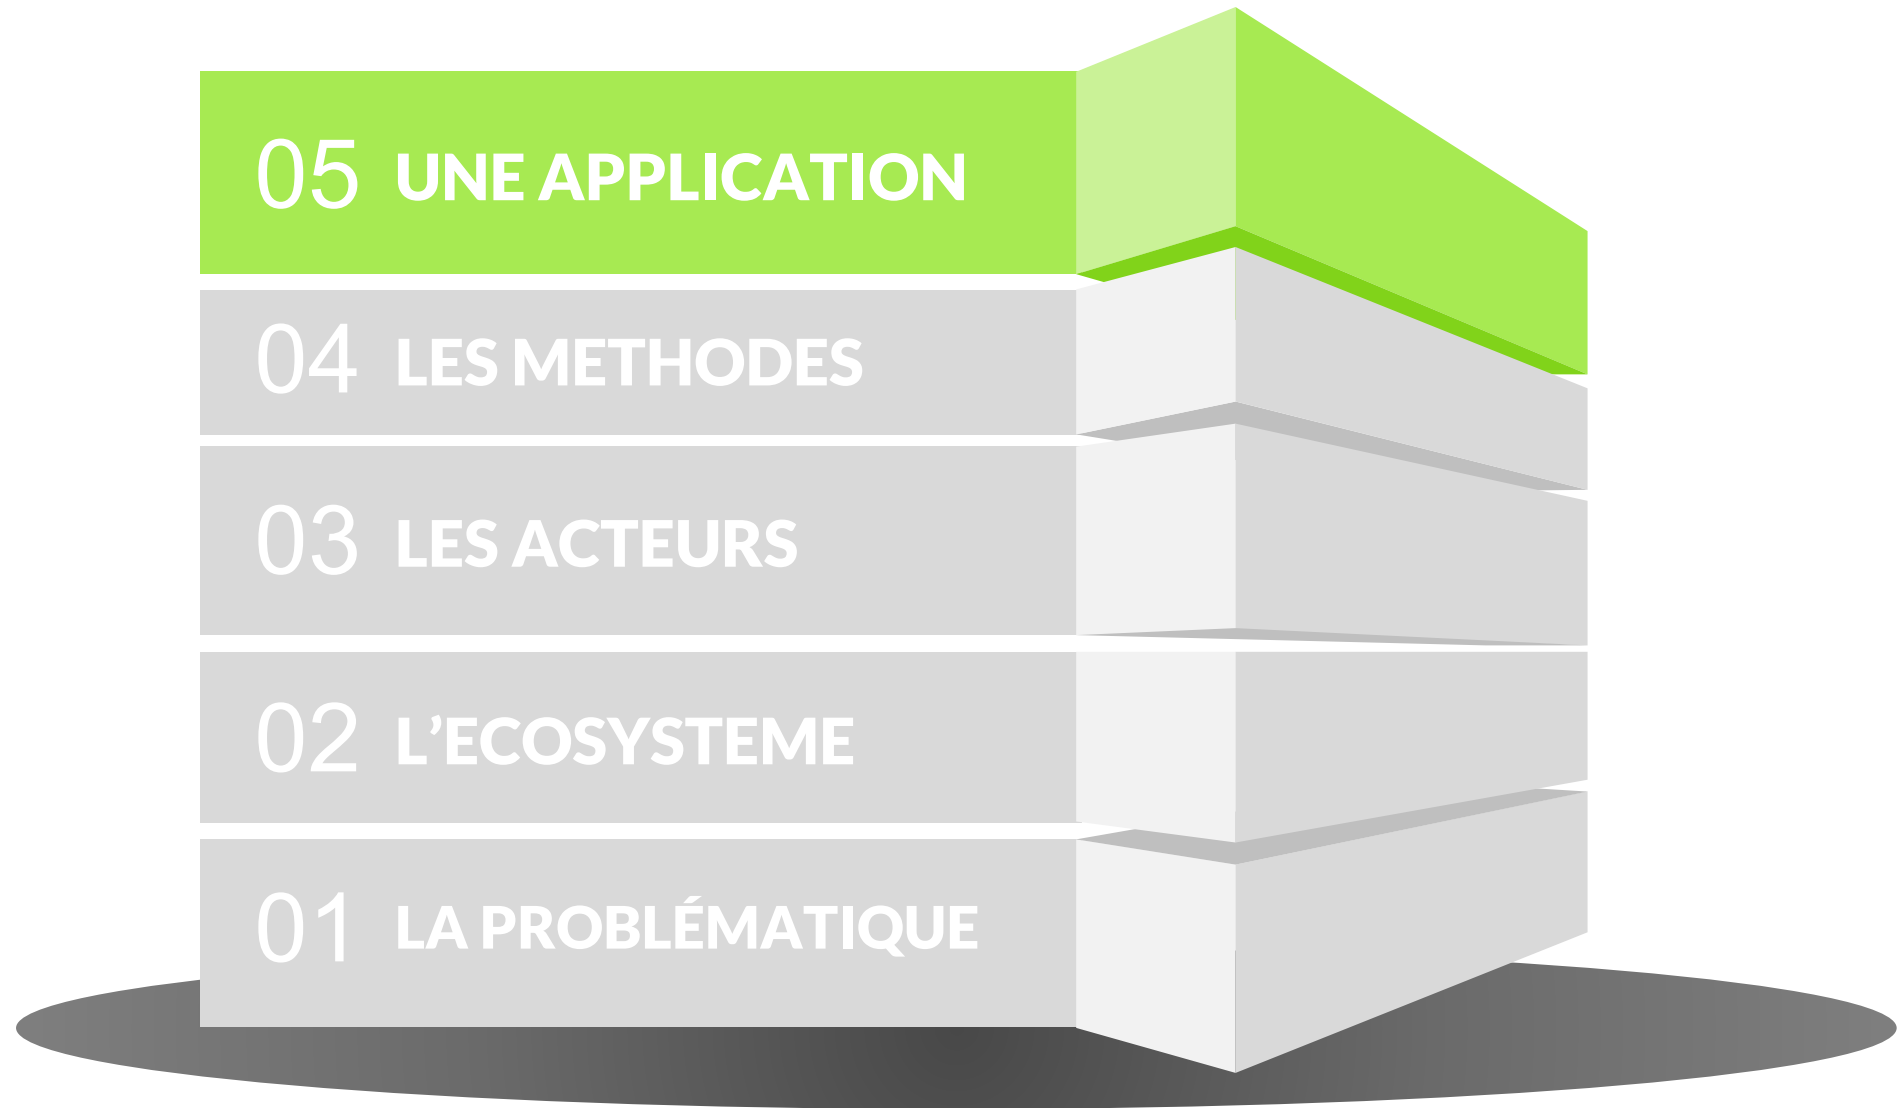 05 UNE APPLICATION
04 LES METHODES
03 LES ACTEURS
02 L’ECOSYSTEME
01 LA PROBLÉMATIQUE